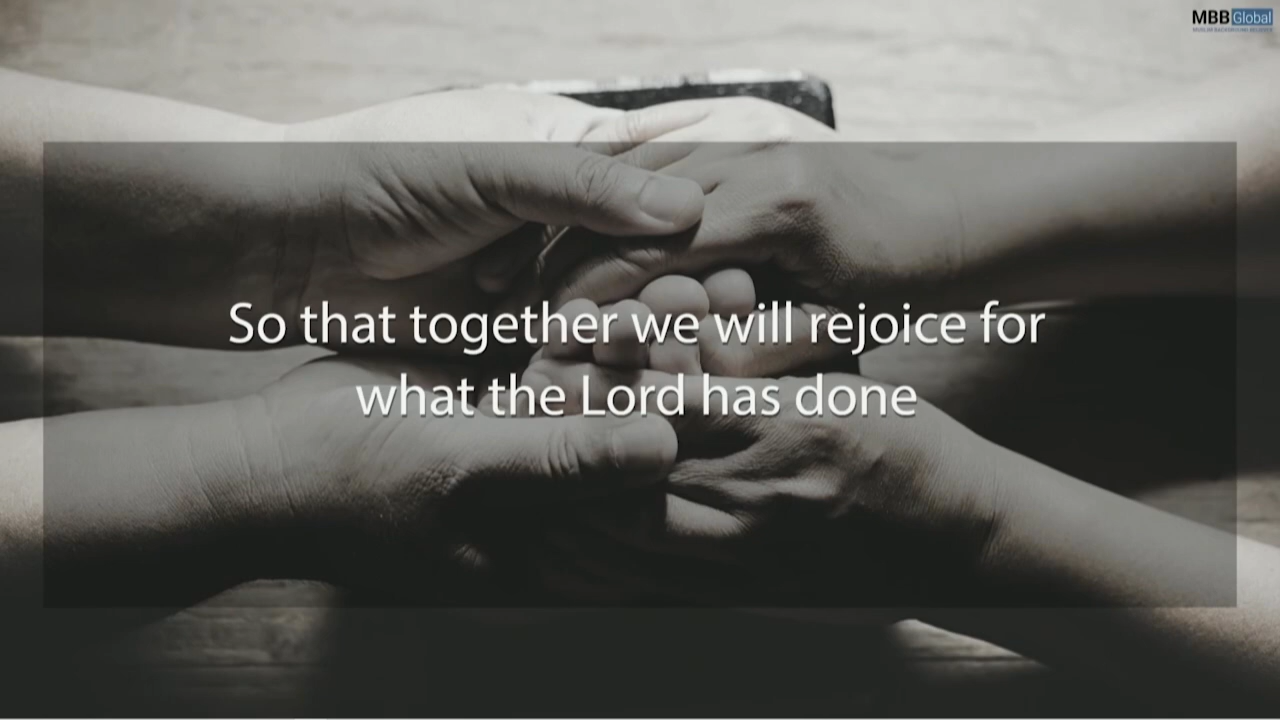 MBB Global
So that together we will rejoice for
what the Lord has done